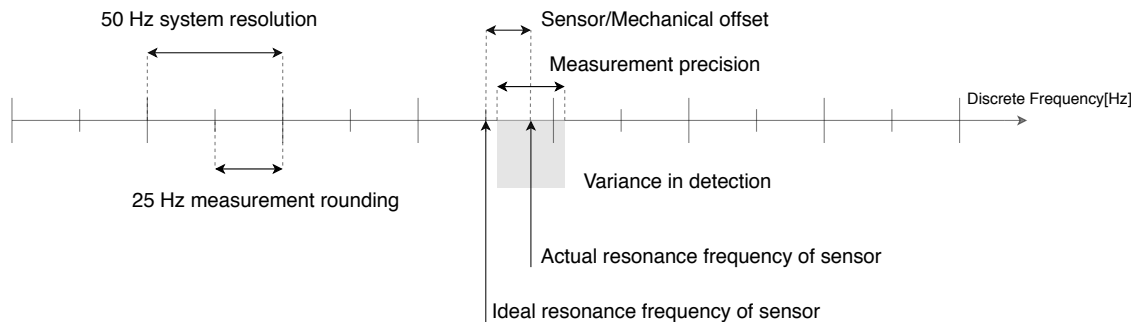 50 Hz system resolution
Sensor/Mechanical offset
Measurement precision
Discrete Frequency[Hz]
25 Hz measurement rounding
Variance in detection
Actual resonance frequency of sensor
Ideal resonance frequency of sensor